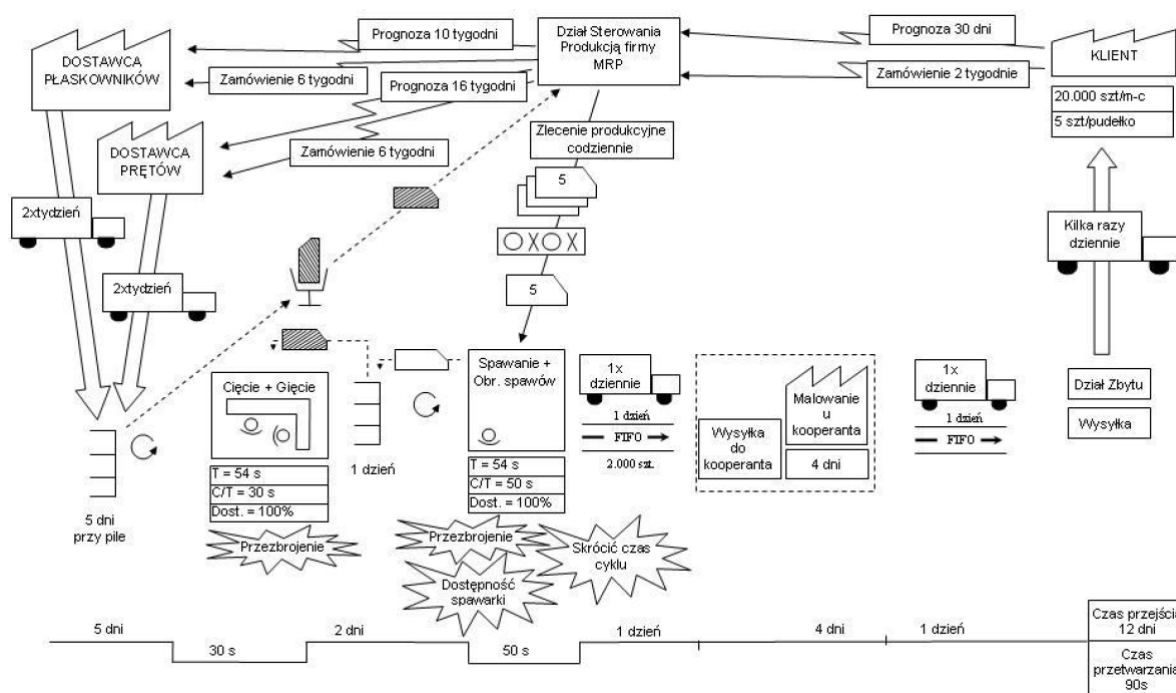 DOSTAWCA
PŁASKOWNIKÓW
Prognoza 10 tygodni
Zamówienie 6 tygodni
Prognoza 16 tygodni
Zamówienie 6 tygodni
DOSTAWCA
PRĘTÓW
Dział Sterowania
Produkcją firmy
MRP
Prognoza 30 dni
Zamówienie 2 tygodnie
KLIENT
20.000 szt/m-c
5 szt/pudełko
Zlecenie produkcyjne
codziennie
5
OXOX
5
2xtydzień
2xtydzień
Kilka razy
dziennie
Cięcie + Gięcie
T = 54 s
C/T = 30 s
Dost. = 100%
Przezbrojenie
5 dni
przy pile
1 dzień
Spawanie +
Obr. spawów
T = 54 s
C/T = 50 s
Dost. = 100%
Przezbrojenie
Skrócić czas
cyklu
Dostępność
spawarki
1x
dziennie
1 dzień
FIFO
2.000 szt.
Wysyłka
do
kooperanta
Malowanie
u
kooperanta
4 dni
1x
dziennie
1 dzień
FIFO
Dział Zbytu
Wysyłka
5 dni
30 s
2 dni
50 s
1 dzień
4 dni
1 dzień
Czas przejścia
12 dni
Czas
przetwarzania
90s